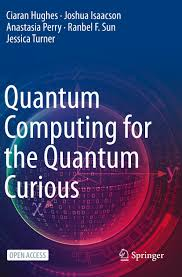 Ciaran Hughes · Joshua Isaacson
Anastasia Perry · Ranbel F. Sun
Jessica Turner
Quantum
Computing for
the Quantum
Curious
OPEN ACCESS
Springer